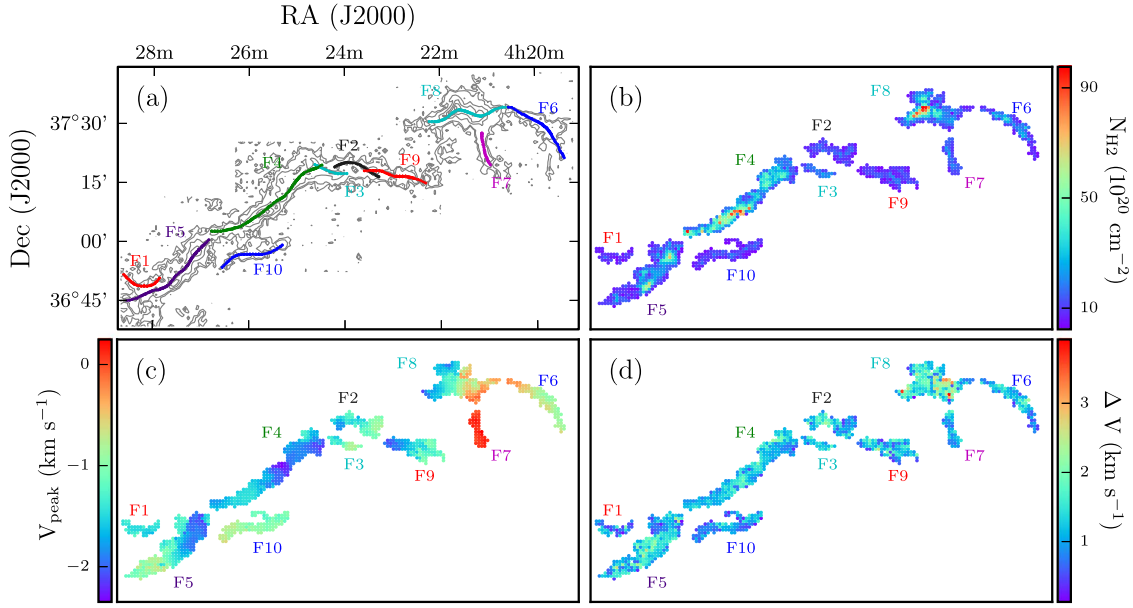 RA (J2000)
28m 26m 24m 22m 4h20m
Dec (J2000)
37°30’
15’
00’
36°45’
(a)
F8
F6
F2
F9
F4
F3
F7
F5
F1
F10
(b)
F8
F6
F2
F4
F3
F7
F9
F1
F10
F5
90
50
10
N_H2 (10^20 cm^−2)
0
−1
−2
V_peak (km s^−1)
(c)
F8
F6
F2
F4
F3
F7
F9
F1
F10
F5
(d)
F8
F6
F2
F4
F3
F7
F9
F1
F10
F5
3
2
1
Δ V (km s^−1)